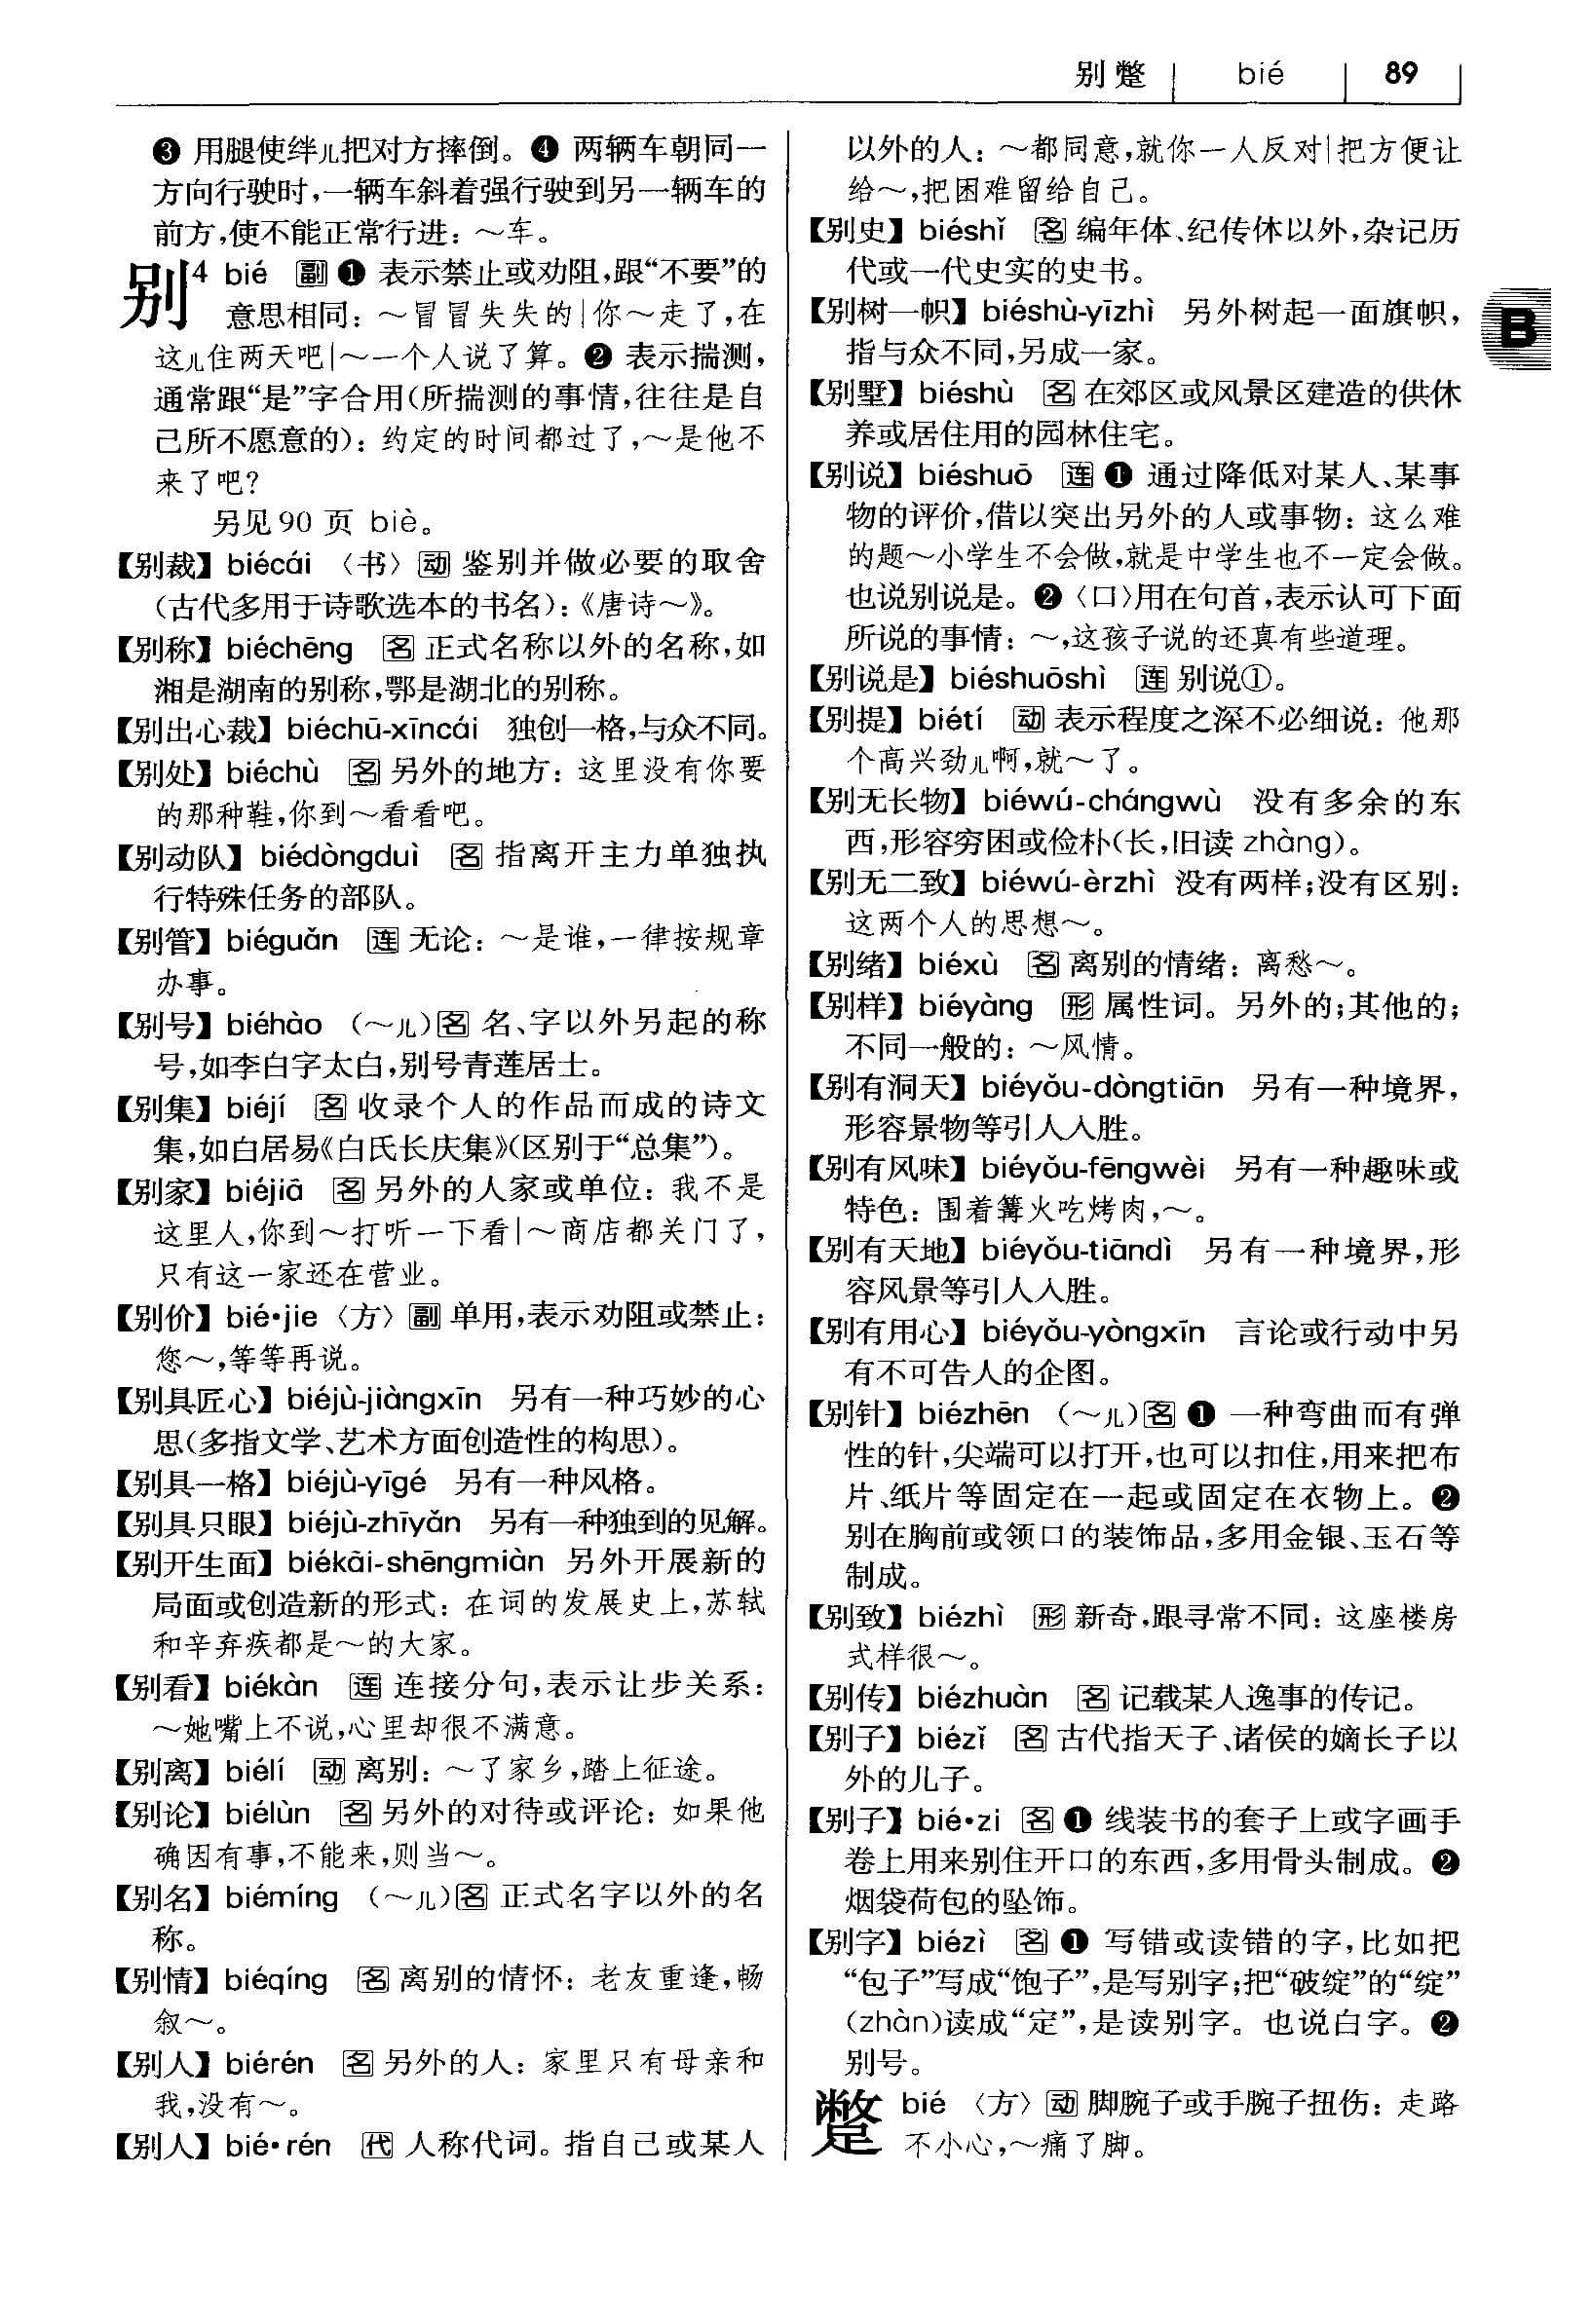 别 蹩 bié 89
❸ 用腿使绊儿把对方摔倒。❹ 两辆车朝同一
方向行驶时,一辆车斜着强行驶到另一辆车的
前方,使不能正常行进：～车。
别⁴ bié 副 ❶ 表示禁止或劝阻,跟“不要”的
意思相同：～冒冒失失的|你～走了,在
这儿住两天吧|～一个人说了算。❷ 表示揣测,
通常跟“是”字合用(所揣测的事情,往往是自
己所不愿意的)：约定的时间都过了,～是他不
来了吧?
另见 90 页 biè。
【别裁】 biécái 〈书〉动 鉴别并做必要的取舍
(古代多用于诗歌选本的书名)：《唐诗～》。
【别称】 biéchēng 名 正式名称以外的名称,如
湘是湖南的别称,鄂是湖北的别称。
【别出心裁】 biéchū-xīncái 独创一格,与众不同。
【别处】 biéchù 名 另外的地方：这里没有你要
的那种鞋,你到～看看吧。
【别动队】 biédòngduì 名 指离开主力单独执
行特殊任务的部队。
【别管】 biéguǎn 连 无论：～是谁,一律按规章
办事。
【别号】 biéhào (～儿)名 名、字以外另起的称
号,如李白字太白,别号青莲居士。
【别集】 biéjí 名 收录个人的作品而成的诗文
集,如白居易《白氏长庆集》(区别于“总集”)。
【别家】 biéjiā 名 另外的人家或单位：我不是
这里人,你到～打听一下看|～商店都关门了,
只有这一家还在营业。
【别价】 bié•jie 〈方〉副 单用,表示劝阻或禁止：
您～,等等再说。
【别具匠心】 biéjù-jiàngxīn 另有一种巧妙的心
思(多指文学、艺术方面创造性的构思)。
【别具一格】 biéjù-yīgé 另有一种风格。
【别具只眼】 biéjù-zhīyǎn 另有一种独到的见解。
【别开生面】 biékāi-shēngmiàn 另外开展新的
局面或创造新的形式：在词的发展史上,苏轼
和辛弃疾都是～的大家。
【别看】 biékàn 连 连接分句,表示让步关系：
～她嘴上不说,心里却很不满意。
【别离】 biélí 动 离别：～了家乡,踏上征途。
【别论】 biélùn 名 另外的对待或评论：如果他
确因有事,不能来,则当～。
【别名】 biémíng (～儿)名 正式名字以外的名
称。
【别情】 biéqíng 名 离别的情怀：老友重逢,畅
叙～。
【别人】 biérén 名 另外的人：家里只有母亲和
我,没有～。
【别人】 bié•rén 代 人称代词。指自己或某人
以外的人：～都同意,就你一人反对|把方便让
给～,把困难留给自己。
【别史】 biéshǐ 名 编年体、纪传体以外,杂记历
代或一代史实的史书。
【别树一帜】 biéshù-yīzhì 另外树起一面旗帜,
指与众不同,另成一家。
B
【别墅】 biéshù 名 在郊区或风景区建造的供休
养或居住用的园林住宅。
【别说】 biéshuō 连 ❶ 通过降低对某人、某事
物的评价,借以突出另外的人或事物：这么难
的题～小学生不会做,就是中学生也不一定会做。
也说别说是。❷〈口〉用在句首,表示认可下面
所说的事情：～,这孩子说的还真有些道理。
【别说是】 biéshuōshì 连 别说①。
【别提】 biétí 动 表示程度之深不必细说：他那
个高兴劲儿啊,就～了。
【别无长物】 biéwú-chángwù 没有多余的东
西,形容穷困或俭朴(长,旧读 zhàng)。
【别无二致】 biéwú-èrzhì 没有两样;没有区别：
这两个人的思想～。
【别绪】 biéxù 名 离别的情绪：离愁～。
【别样】 biéyàng 形 属性词。另外的;其他的;
不同一般的：～风情。
【别有洞天】 biéyǒu-dòngtiān 另有一种境界,
形容景物等引人入胜。
【别有风味】 biéyǒu-fēngwèi 另有一种趣味或
特色：围着篝火吃烤肉,～。
【别有天地】 biéyǒu-tiāndì 另有一种境界,形
容风景等引人入胜。
【别有用心】 biéyǒu-yòngxīn 言论或行动中另
有不可告人的企图。
【别针】 biézhēn (～儿)名 ❶ 一种弯曲而有弹
性的针,尖端可以打开,也可以扣住,用来把布
片、纸片等固定在一起或固定在衣物上。❷
别在胸前或领口的装饰品,多用金银、玉石等
制成。
【别致】 biézhì 形 新奇,跟寻常不同：这座楼房
式样很～。
【别传】 biézhuàn 名 记载某人逸事的传记。
【别子】 biézǐ 名 古代指天子、诸侯的嫡长子以
外的儿子。
【别子】 bié•zi 名 ❶ 线装书的套子上或字画手
卷上用来别住开口的东西,多用骨头制成。❷
烟袋荷包的坠饰。
【别字】 biézì 名 ❶ 写错或读错的字,比如把
“包子”写成“饱子”,是写别字;把“破绽”的“绽”
(zhàn)读成“定”,是读别字。也说白字。❷
别号。
蹩 bié 〈方〉动 脚腕子或手腕子扭伤：走路
不小心,～痛了脚。